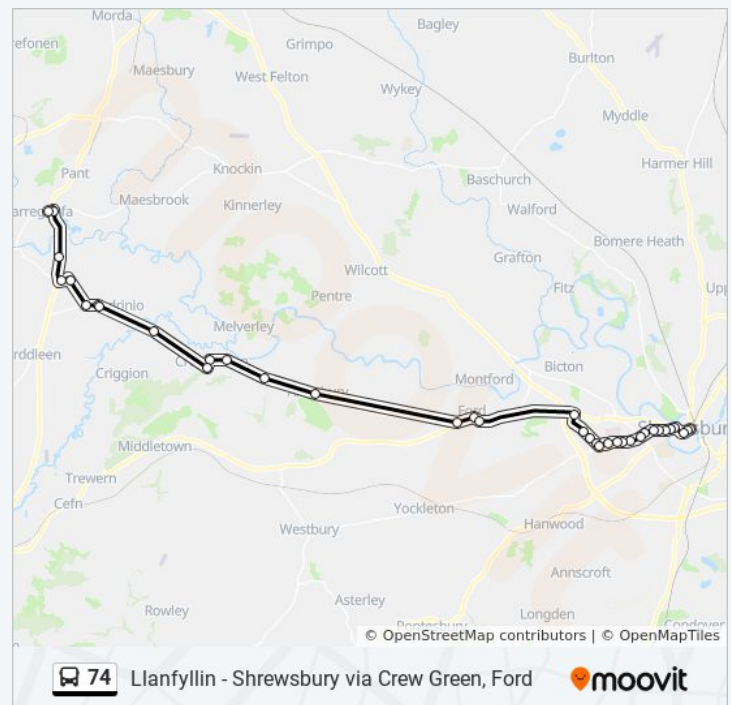 Morda
Bagley
Grimpo
Burlton
Maesbury
West Felton
Wykey
Myddle
Harmer Hill
Pant
Knockin
Baschurch
Maesbrook
Kinnerley
Walford
Bomere Heath
Grafton
Wilcott
Fitz
Pentre
Melverley
Criggion
Montford
Bicton
Ford
Middletown
Trewern
Cefn
Yockleton
Hanwood
Westbury
Annscroft
Asterley
Rowley
Longden
© OpenStreetMap contributors | © OpenMapTiles
74 Llanfyllin - Shrewsbury via Crew Green, Ford
moovit